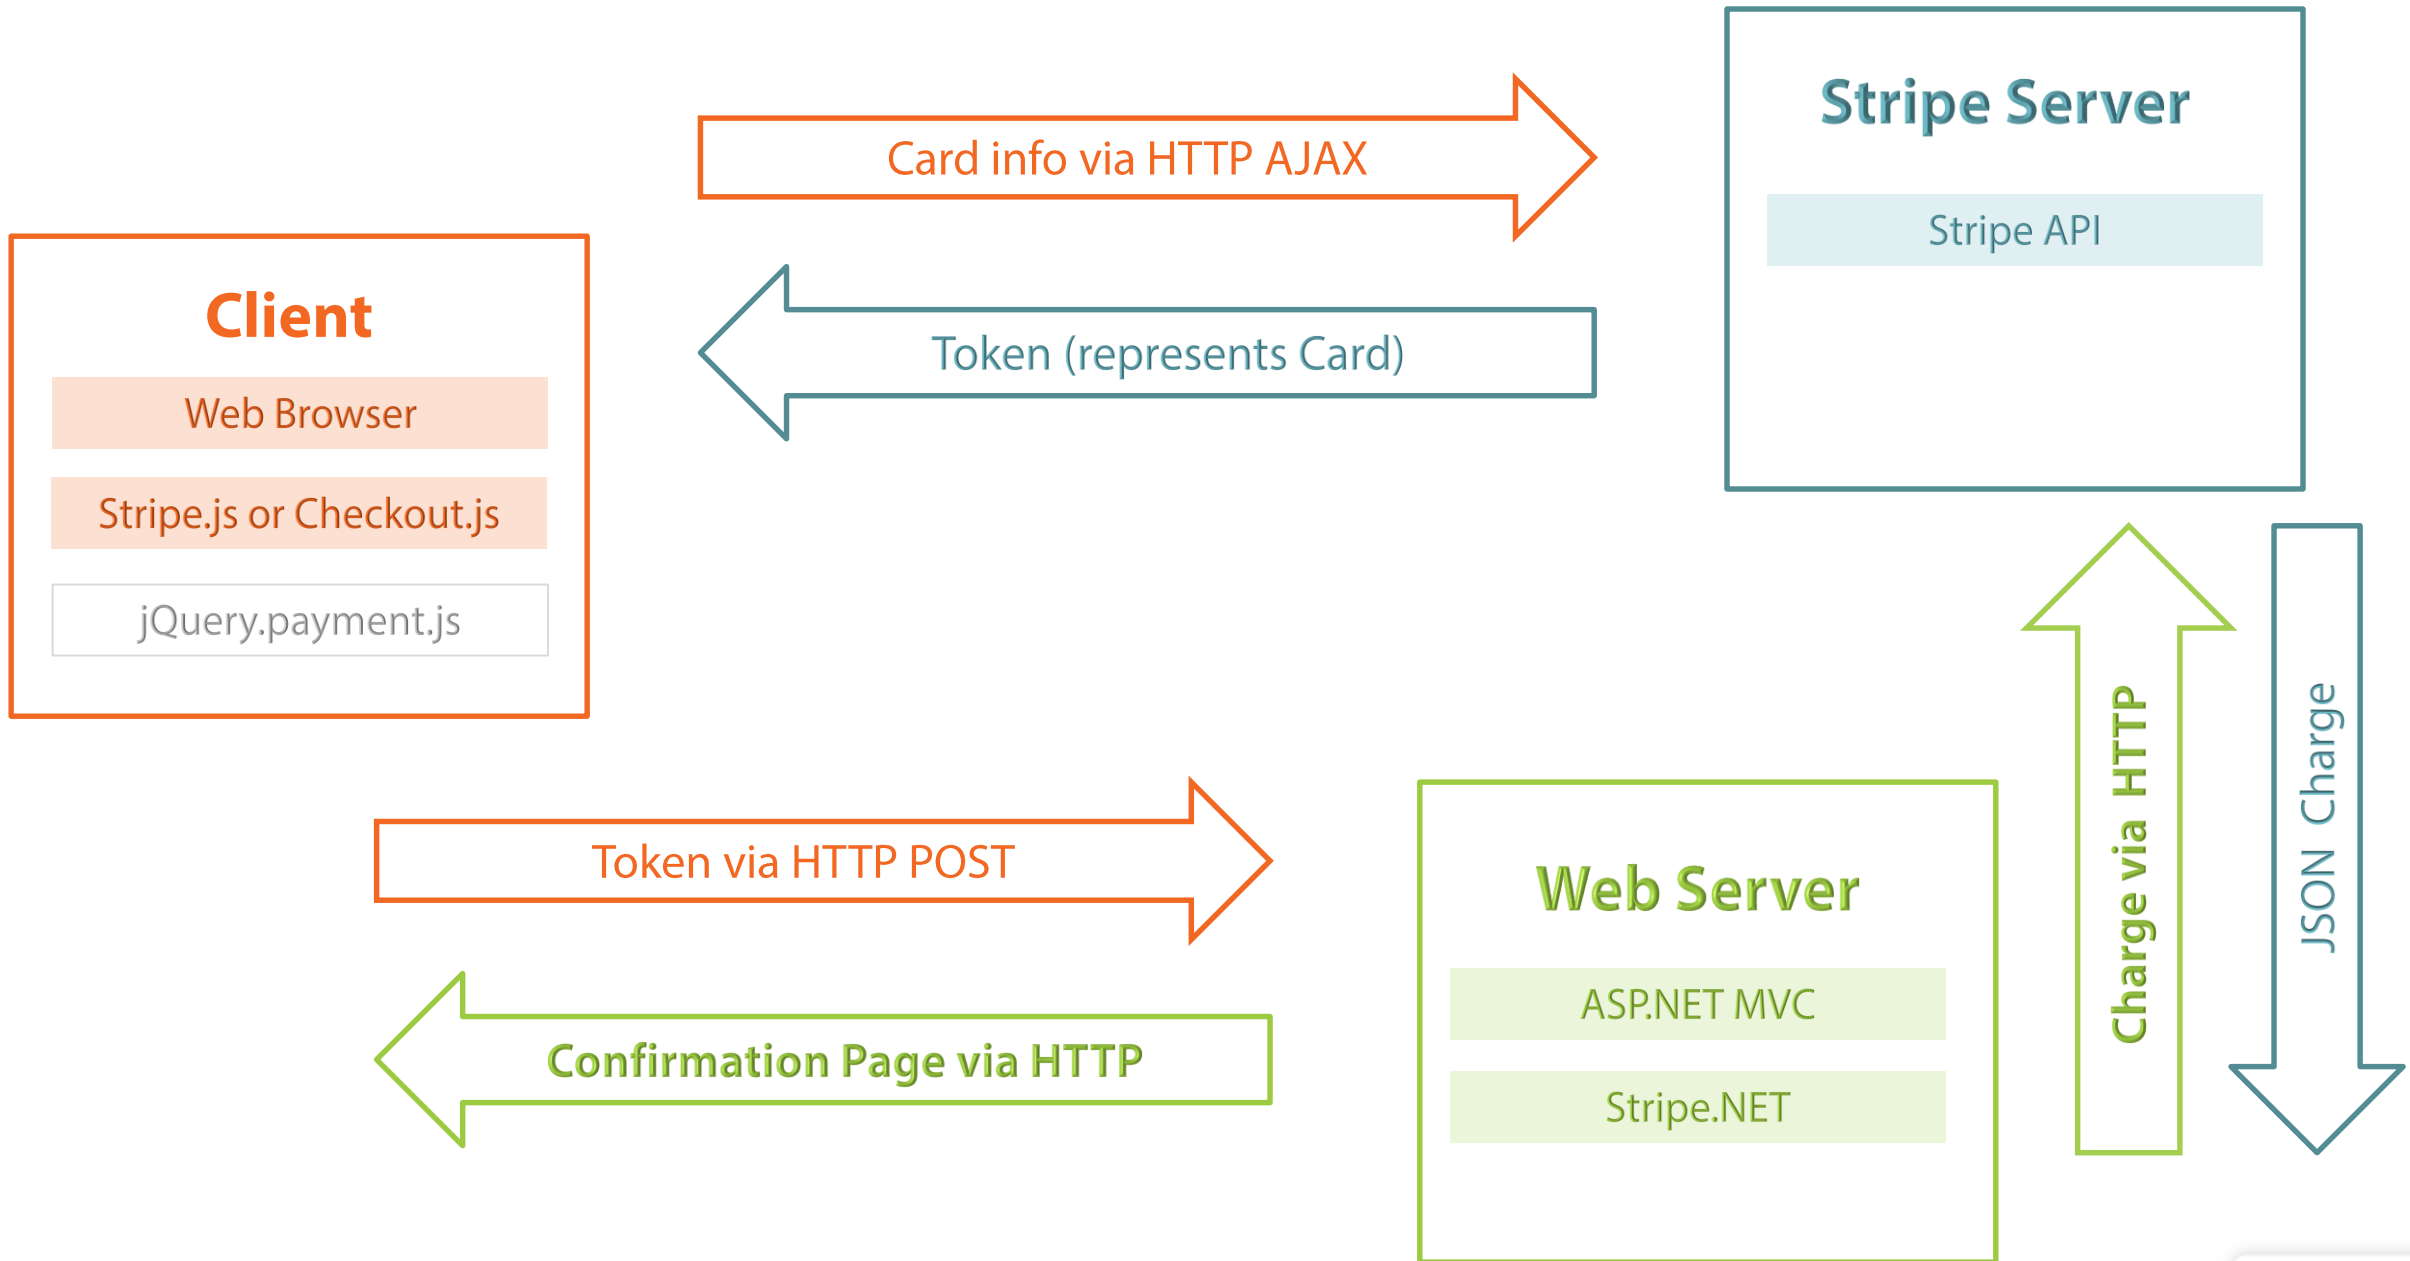 Stripe Server
Stripe API
Card info via HTTP AJAX
Token (represents Card)
Client
Web Browser
Stripe.js or Checkout.js
jQuery.payment.js
Token via HTTP POST
Confirmation Page via HTTP
Web Server
ASP.NET MVC
Stripe.NET
Charge via HTTP
JSON Charge